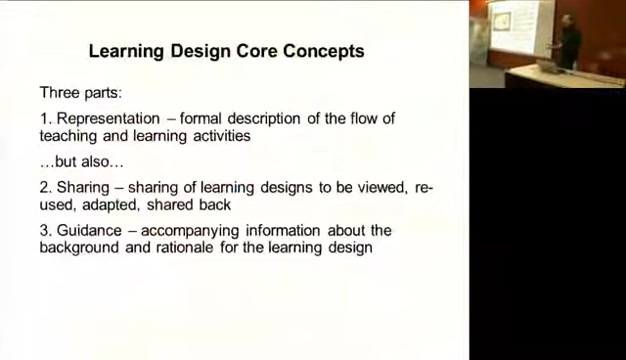 Learning Design Core Concepts
Three parts:
1. Representation – formal description of the flow of
teaching and learning activities
…but also…
2. Sharing – sharing of learning designs to be viewed, re-
used, adapted, shared back
3. Guidance – accompanying information about the
background and rationale for the learning design